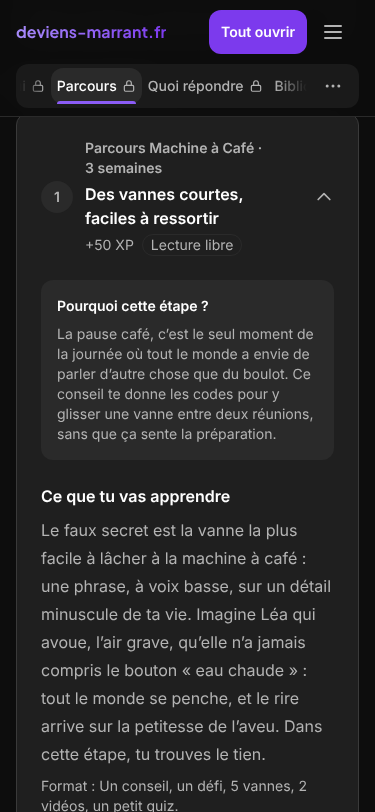 deviens-marrant.fr
Tout ouvrir
Parcours
Quoi répondre
Bibli
Parcours Machine à Café ·
3 semaines
1
Des vannes courtes,
faciles à ressortir
+50 XP
Lecture libre
Pourquoi cette étape ?
La pause café, c’est le seul moment de
la journée où tout le monde a envie de
parler d’autre chose que du boulot. Ce
conseil te donne les codes pour y
glisser une vanne entre deux réunions,
sans que ça sente la préparation.
Ce que tu vas apprendre
Le faux secret est la vanne la plus
facile à lâcher à la machine à café :
une phrase, à voix basse, sur un détail
minuscule de ta vie. Imagine Léa qui
avoue, l’air grave, qu’elle n’a jamais
compris le bouton « eau chaude » :
tout le monde se penche, et le rire
arrive sur la petitesse de l’aveu. Dans
cette étape, tu trouves le tien.
Format : Un conseil, un défi, 5 vannes, 2
vidéos, un petit quiz.